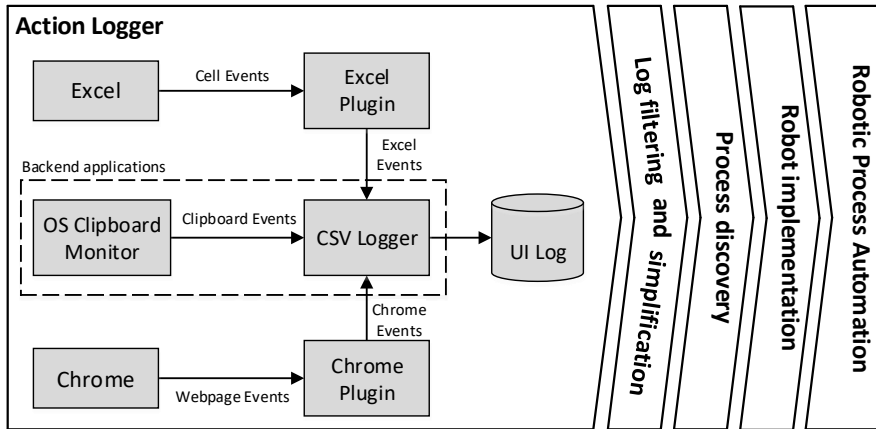 Action Logger
Excel
Cell Events
Excel
Plugin
Excel
Events
Backend applications
OS Clipboard
Monitor
Clipboard Events
CSV Logger
UI Log
Chrome
Events
Chrome
Webpage Events
Chrome
Plugin
Log filtering and simplification
Process discovery
Robot implementation
Robotic Process Automation